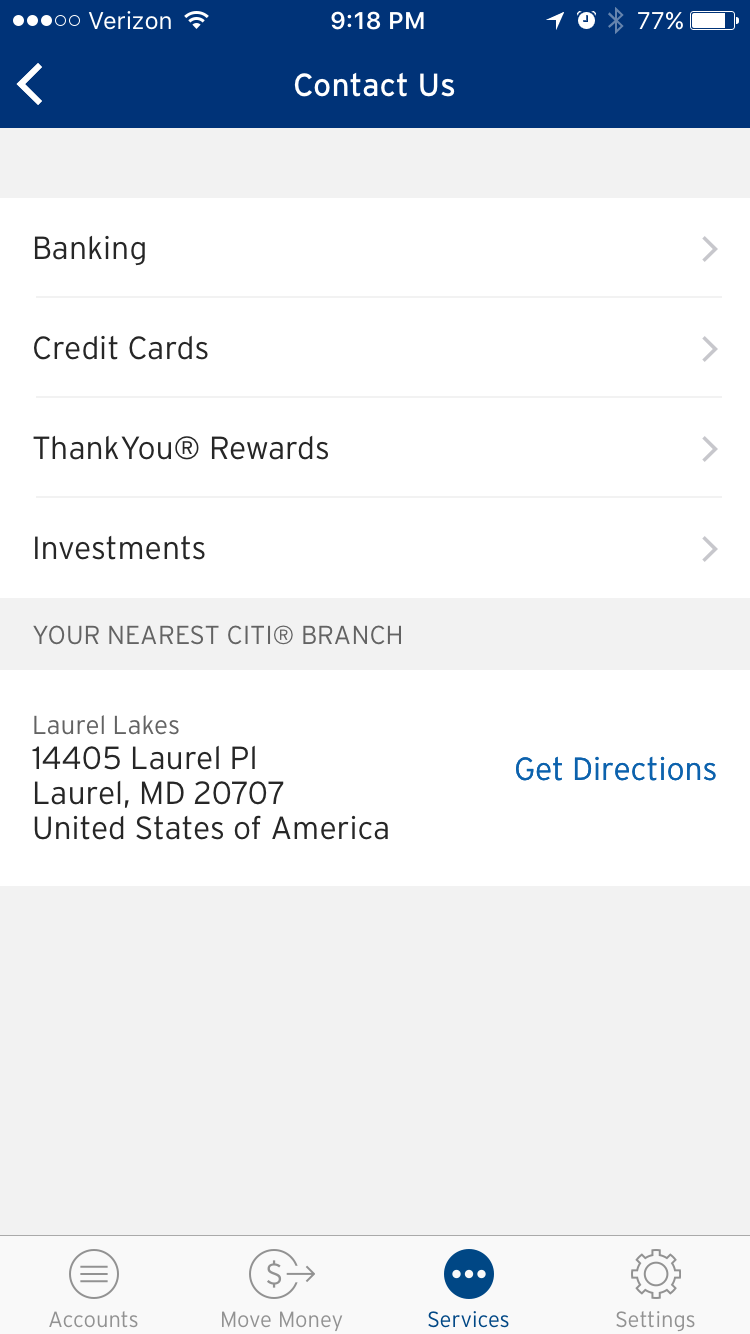 Verizon 9:18 PM 77%
Contact Us
Banking
Credit Cards
ThankYou® Rewards
Investments
YOUR NEAREST CITI® BRANCH
Laurel Lakes
14405 Laurel Pl
Laurel, MD 20707
United States of America
Get Directions
Accounts Move Money Services Settings